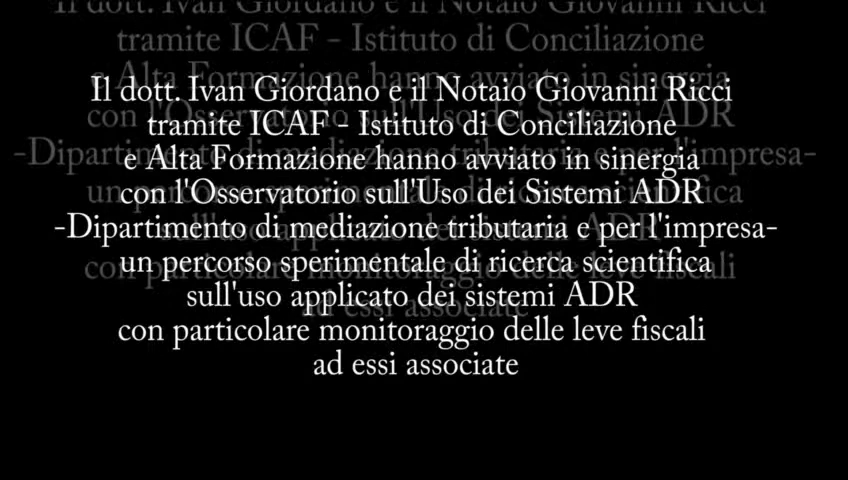 Il dott. Ivan Giordano e il Notaio Giovanni Ricci
tramite ICAF - Istituto di Conciliazione
e Alta Formazione hanno avviato in sinergia
con l'Osservatorio sull'Uso dei Sistemi ADR
-Dipartimento di mediazione tributaria e per l'impresa-
un percorso sperimentale di ricerca scientifica
sull'uso applicato dei sistemi ADR
con particolare monitoraggio delle leve fiscali
ad essi associate